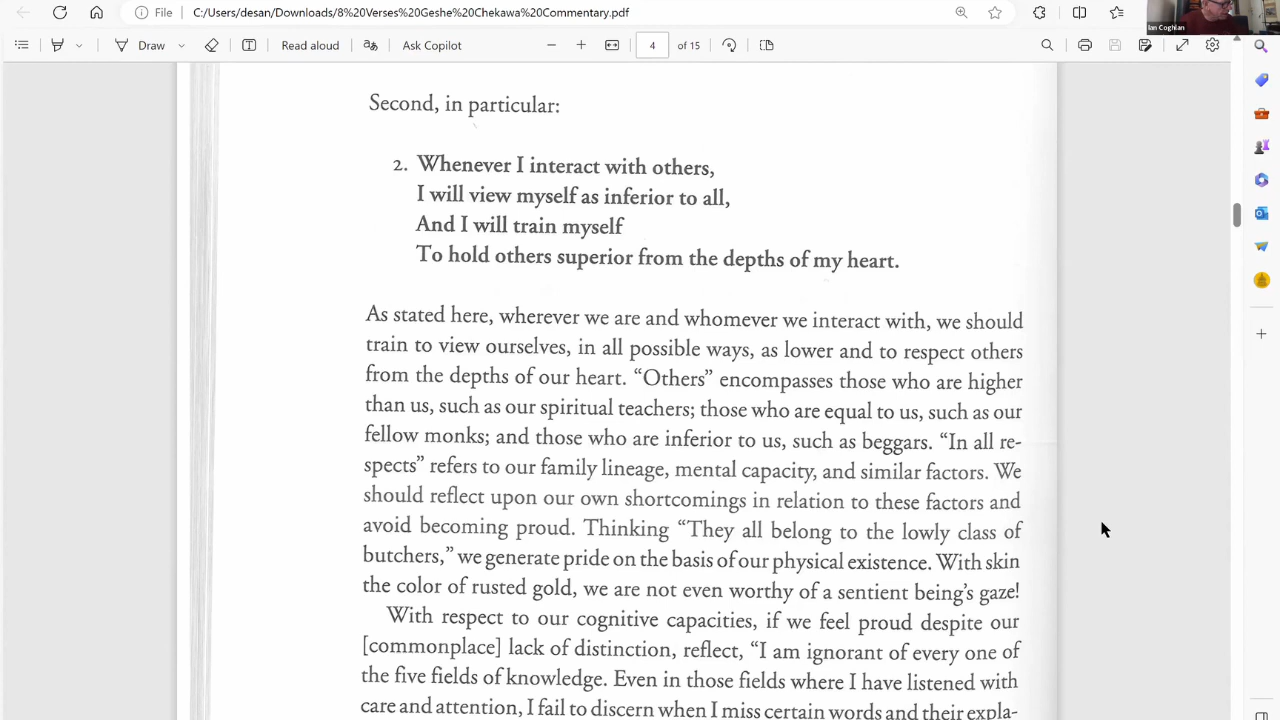 File
C:/Users/desan/Downloads/8%20Verses%20Geshe%20Chekawa%20Commentary.pdf
Ian Coghlan
Draw
Read aloud
Ask Copilot
4
of 15
Second, in particular:
2. Whenever I interact with others,
I will view myself as inferior to all,
And I will train myself
To hold others superior from the depths of my heart.
As stated here, wherever we are and whomever we interact with, we should
train to view ourselves, in all possible ways, as lower and to respect others
from the depths of our heart. “Others” encompasses those who are higher
than us, such as our spiritual teachers; those who are equal to us, such as our
fellow monks; and those who are inferior to us, such as beggars. “In all re-
spects” refers to our family lineage, mental capacity, and similar factors. We
should reflect upon our own shortcomings in relation to these factors and
avoid becoming proud. Thinking “They all belong to the lowly class of
butchers,” we generate pride on the basis of our physical existence. With skin
the color of rusted gold, we are not even worthy of a sentient being’s gaze!
With respect to our cognitive capacities, if we feel proud despite our
[commonplace] lack of distinction, reflect, “I am ignorant of every one of
the five fields of knowledge. Even in those fields where I have listened with
care and attention, I fail to discern when I miss certain words and their expla-